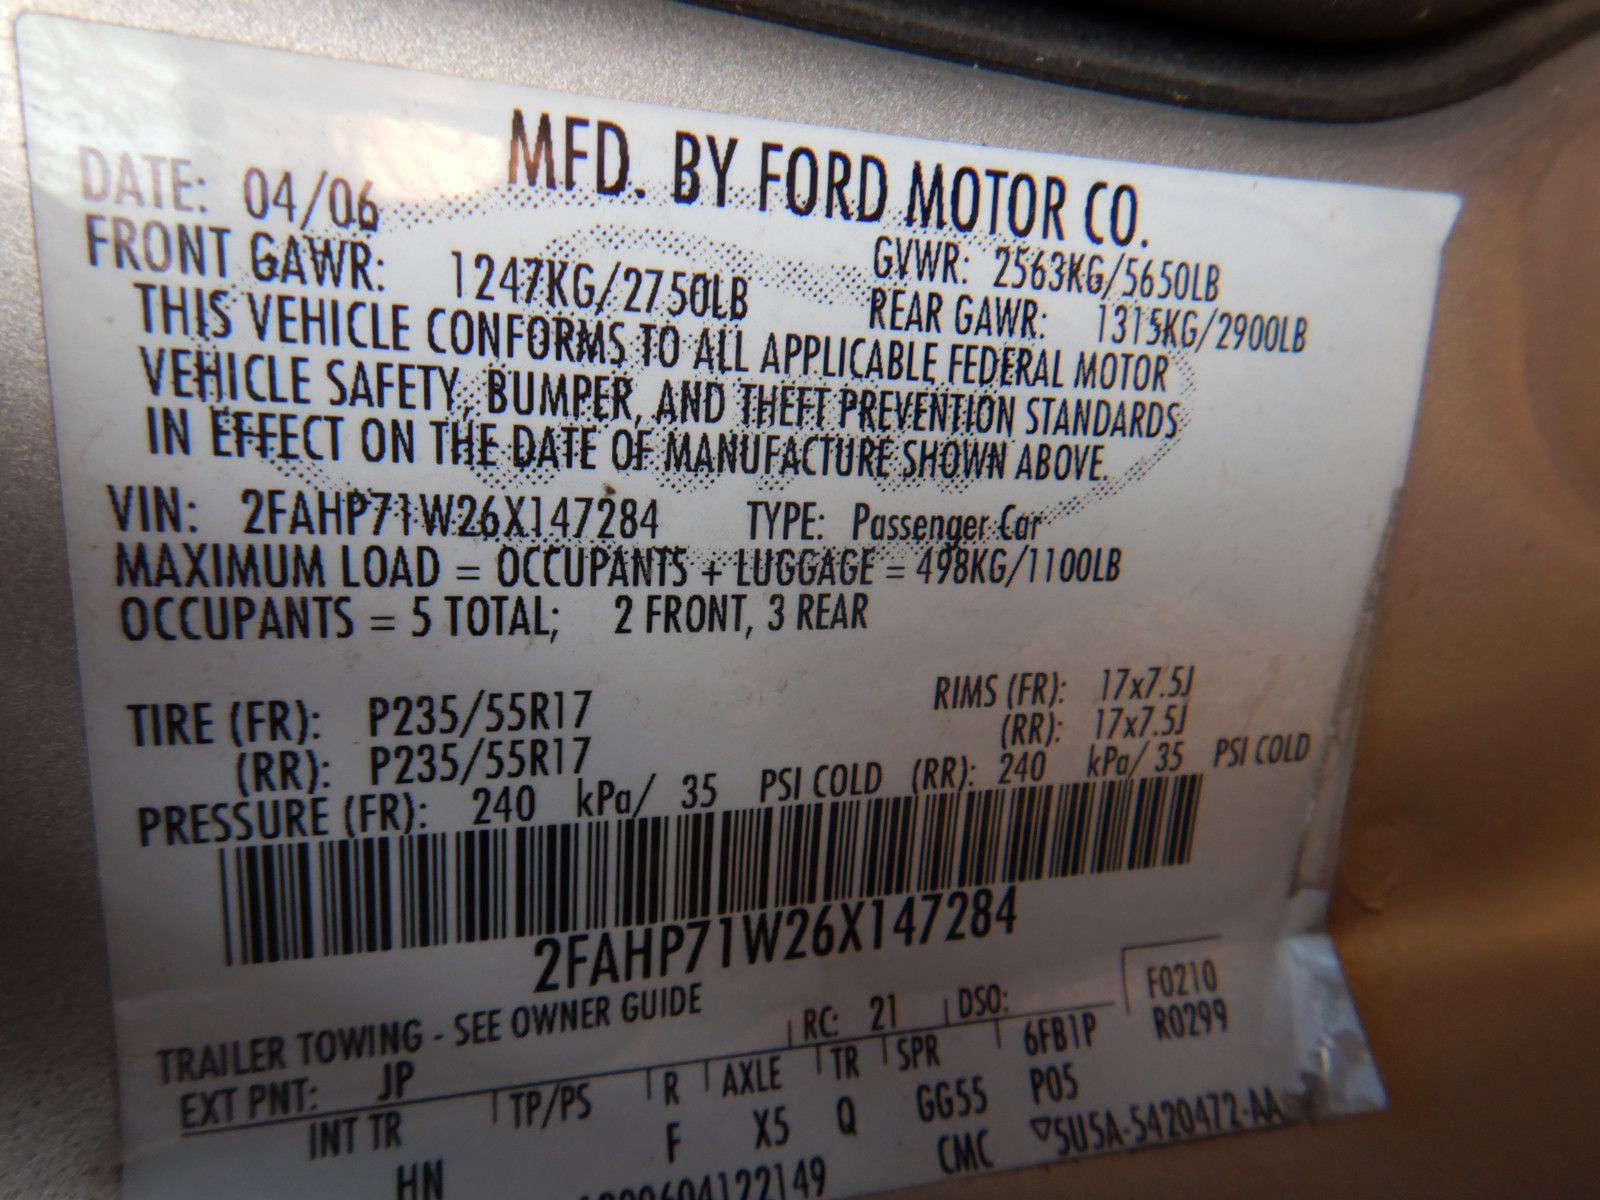 MFD. BY FORD MOTOR CO.
DATE: 04/06
GVWR: 2563KG/5650LB
FRONT GAWR: 1247KG/2750LB REAR GAWR: 1315KG/2900LB
THIS VEHICLE CONFORMS TO ALL APPLICABLE FEDERAL MOTOR
VEHICLE SAFETY, BUMPER, AND THEFT PREVENTION STANDARDS
IN EFFECT ON THE DATE OF MANUFACTURE SHOWN ABOVE.
VIN: 2FAHP71W26X147284 TYPE: Passenger Car
MAXIMUM LOAD = OCCUPANTS + LUGGAGE = 498KG/1100LB
OCCUPANTS = 5 TOTAL; 2 FRONT, 3 REAR
TIRE (FR): P235/55R17 RIMS (FR): 17x7.5J
(RR): P235/55R17 (RR): 17x7.5J
PRESSURE (FR): 240 kPa/ 35 PSI COLD (RR): 240 kPa/ 35 PSI COLD
2FAHP71W26X147284
TRAILER TOWING - SEE OWNER GUIDE
F0210
EXT PNT: JP RC: 21 DSO: R0299
INT TR TP/PS R AXLE TR SPR 6FB1P
HN F X5 Q GG55 P05
04122149 CMC ▽5U5A-5420472-AA